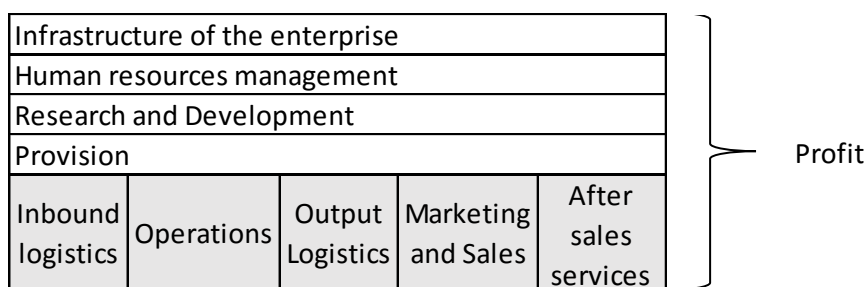 Infrastructure of the enterprise
Human resources management
Research and Development
Provision
Profit
Inbound
logistics
Operations
Output
Logistics
Marketing
and Sales
After
sales
services